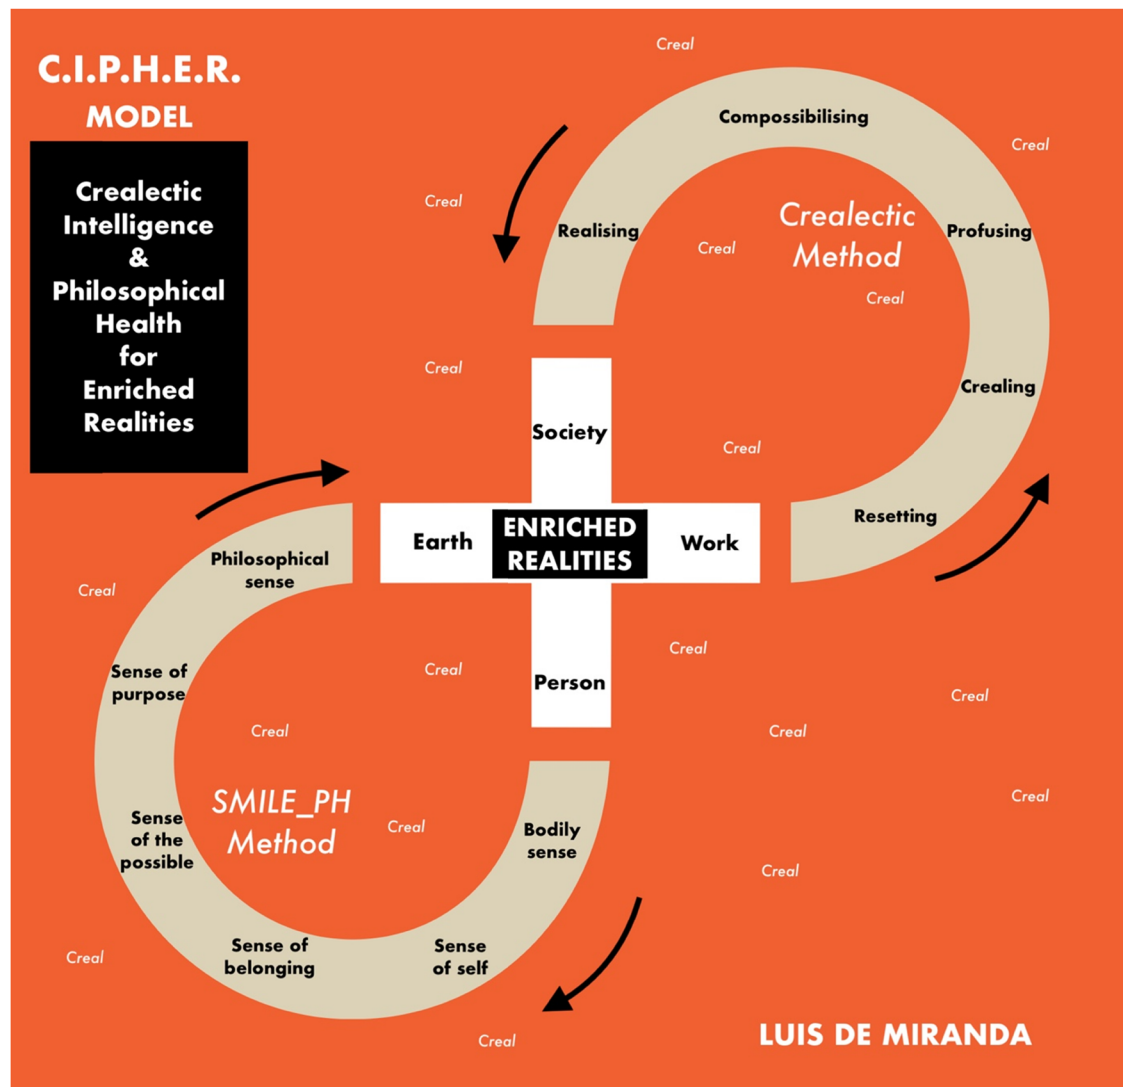 C.I.P.H.E.R.
MODEL
Crealectic
Intelligence
&
Philosophical
Health
for
Enriched
Realities
Creal
Compossibilising
Creal
Creal
Realising
Crealectic
Method
Profusing
Creal
Creal
Creal
Crealing
Society
Creal
Resetting
Earth
ENRICHED
REALITIES
Work
Philosophical
sense
Creal
Creal
Creal
Sense of
purpose
Person
Creal
Creal
Creal
SMILE_PH
Method
Creal
Sense
of the
possible
Creal
Bodily
sense
Creal
Sense of
belonging
Sense
of self
Creal
Creal
LUIS DE MIRANDA